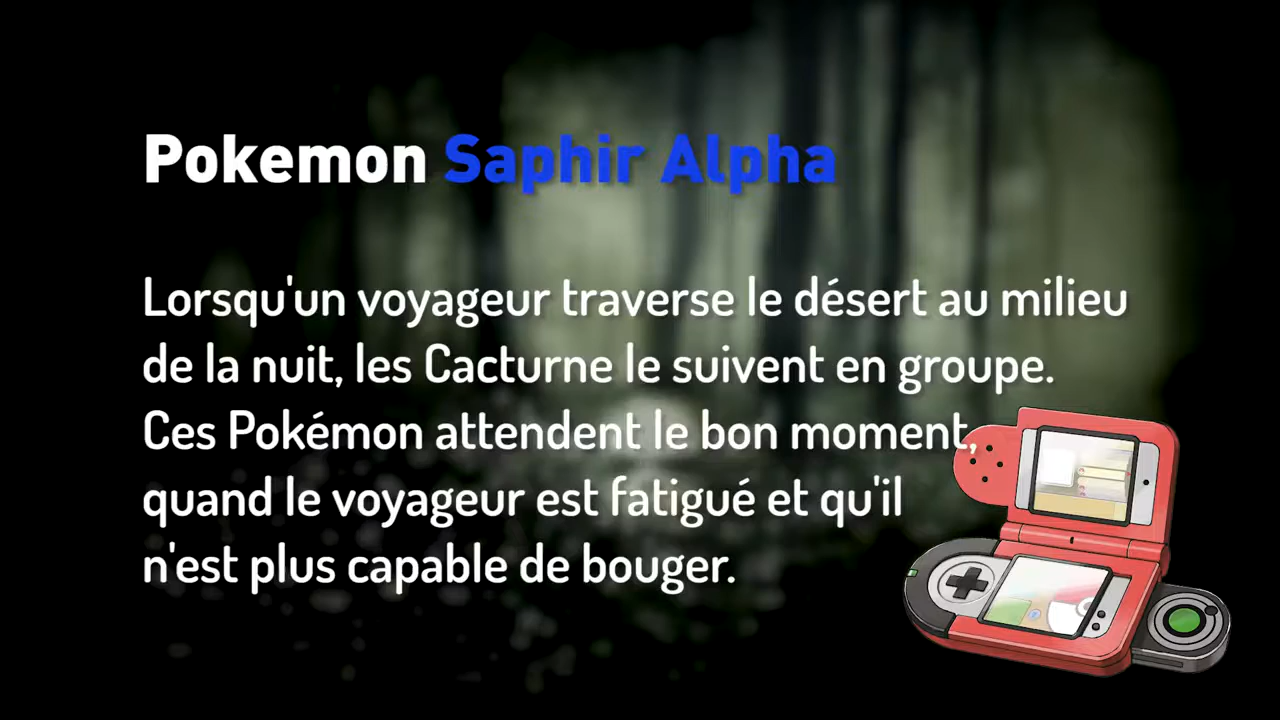 Pokemon Saphir Alpha
Lorsqu'un voyageur traverse le désert au milieu
de la nuit, les Cacturne le suivent en groupe.
Ces Pokémon attendent le bon moment,
quand le voyageur est fatigué et qu'il
n'est plus capable de bouger.